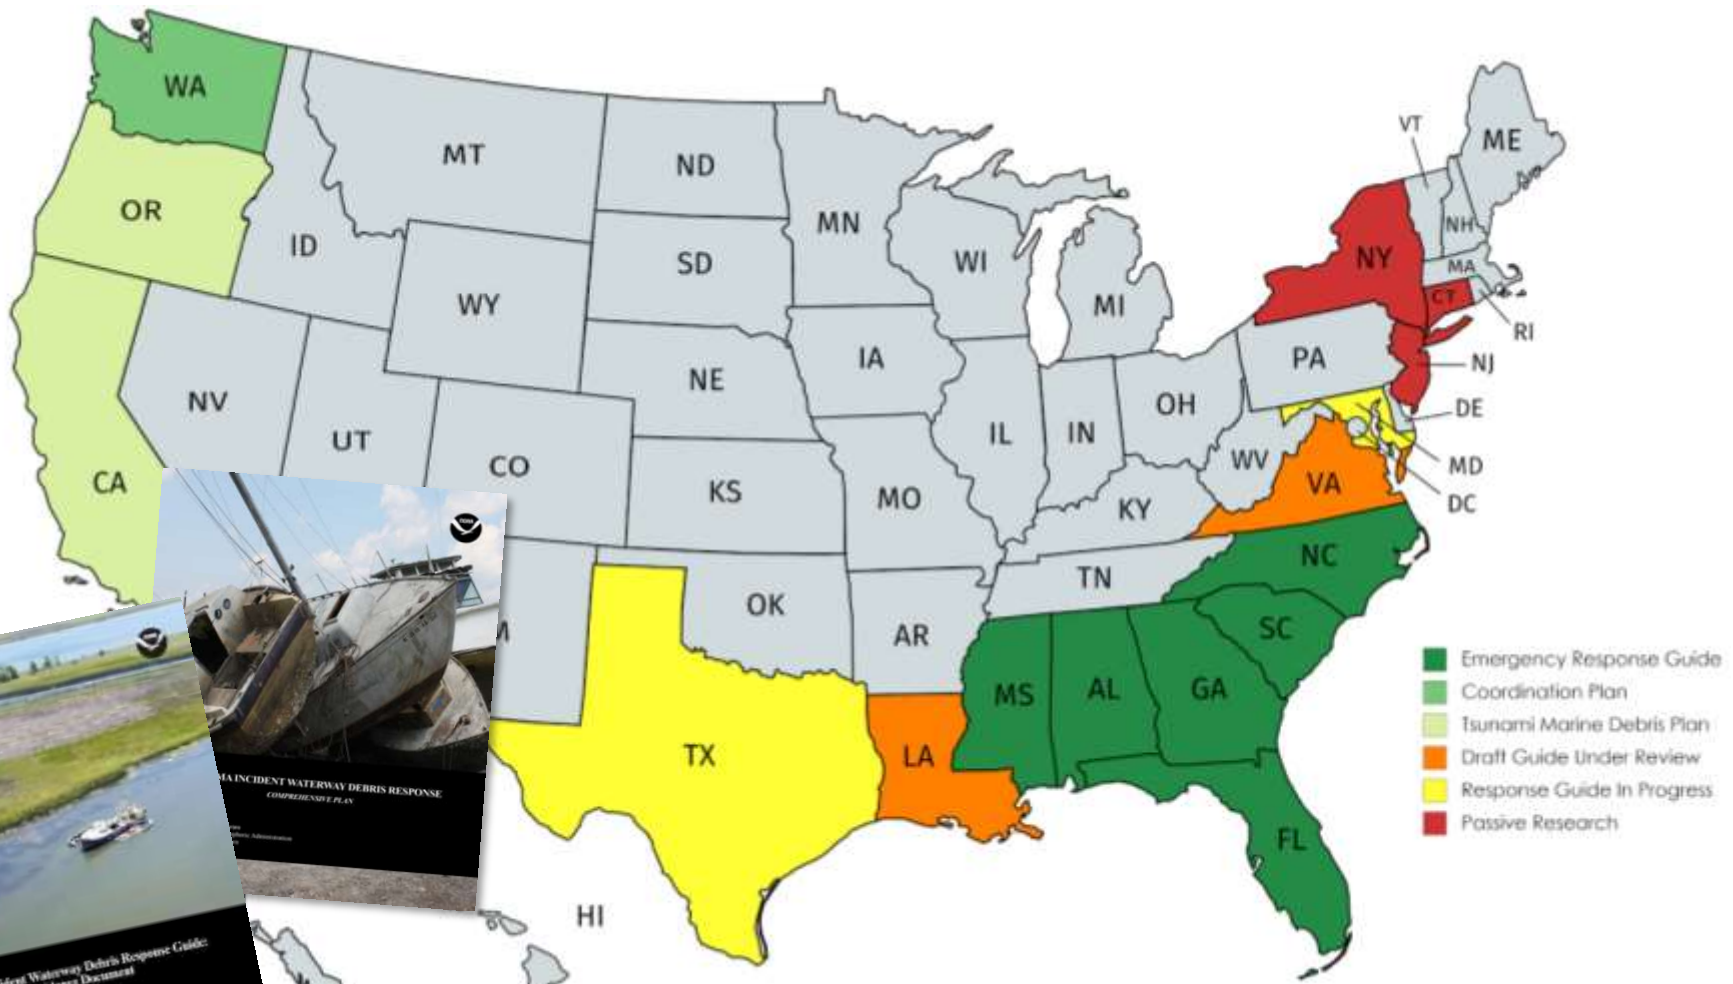 WA
MT
ND
MN
VT
ME
OR
ID
SD
WI
MI
NH
NY
MA
CT
RI
WY
IA
PA
NJ
NE
OH
DE
NV
UT
CO
IL
IN
WV
MD
CA
KS
MO
KY
VA
DC
NC
TN
OK
AR
SC
MS
AL
GA
TX
LA
FL
HI
Emergency Response Guide
Coordination Plan
Tsunami Marine Debris Plan
Draft Guide Under Review
Response Guide In Progress
Passive Research
INCIDENT WATERWAY DEBRIS RESPONSE
COMPREHENSIVE PLAN
Administration
Waterway Debris Response Guide:
Document